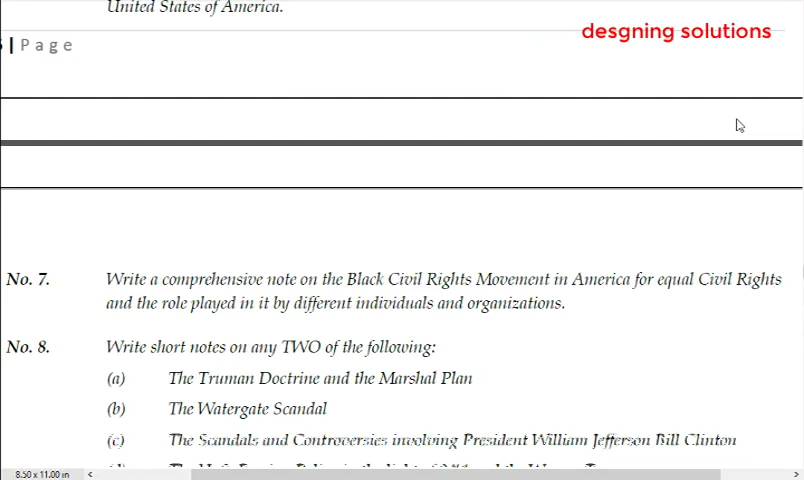 United States of America.
desgning solutions
| Page
No. 7. Write a comprehensive note on the Black Civil Rights Movement in America for equal Civil Rights
and the role played in it by different individuals and organizations.
No. 8. Write short notes on any TWO of the following:
(a) The Truman Doctrine and the Marshal Plan
(b) The Watergate Scandal
(c) The Scandals and Controversies involving President William Jefferson Bill Clinton
8.50 x 11.00 in